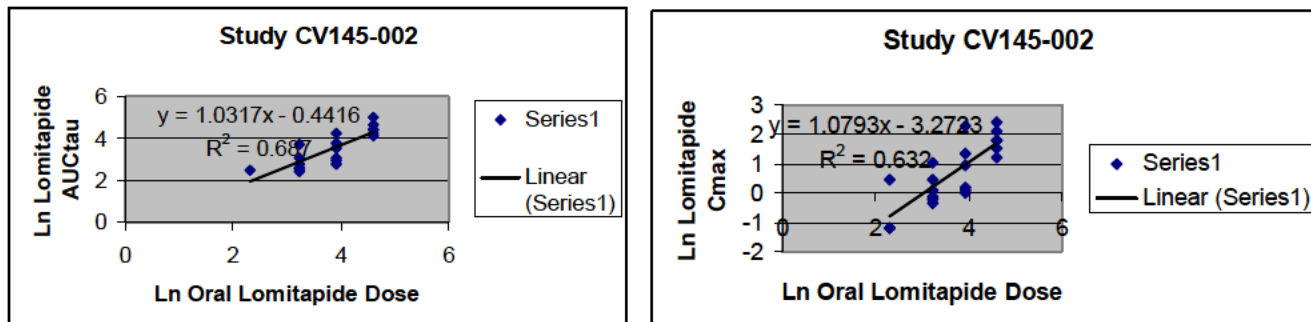 Study CV145-002
Ln Lomitapide
AUCtau
6
4
2
0
y = 1.0317x - 0.4416
R² = 0.687
0 2 4 6
Ln Oral Lomitapide Dose
Series1
Linear
(Series1)
Study CV145-002
Ln Lomitapide
Cmax
3
2
1
0
-1
-2
y = 1.0793x - 3.2723
R² = 0.632
0 2 4 6
Ln Oral Lomitapide Dose
Series1
Linear (Series1)